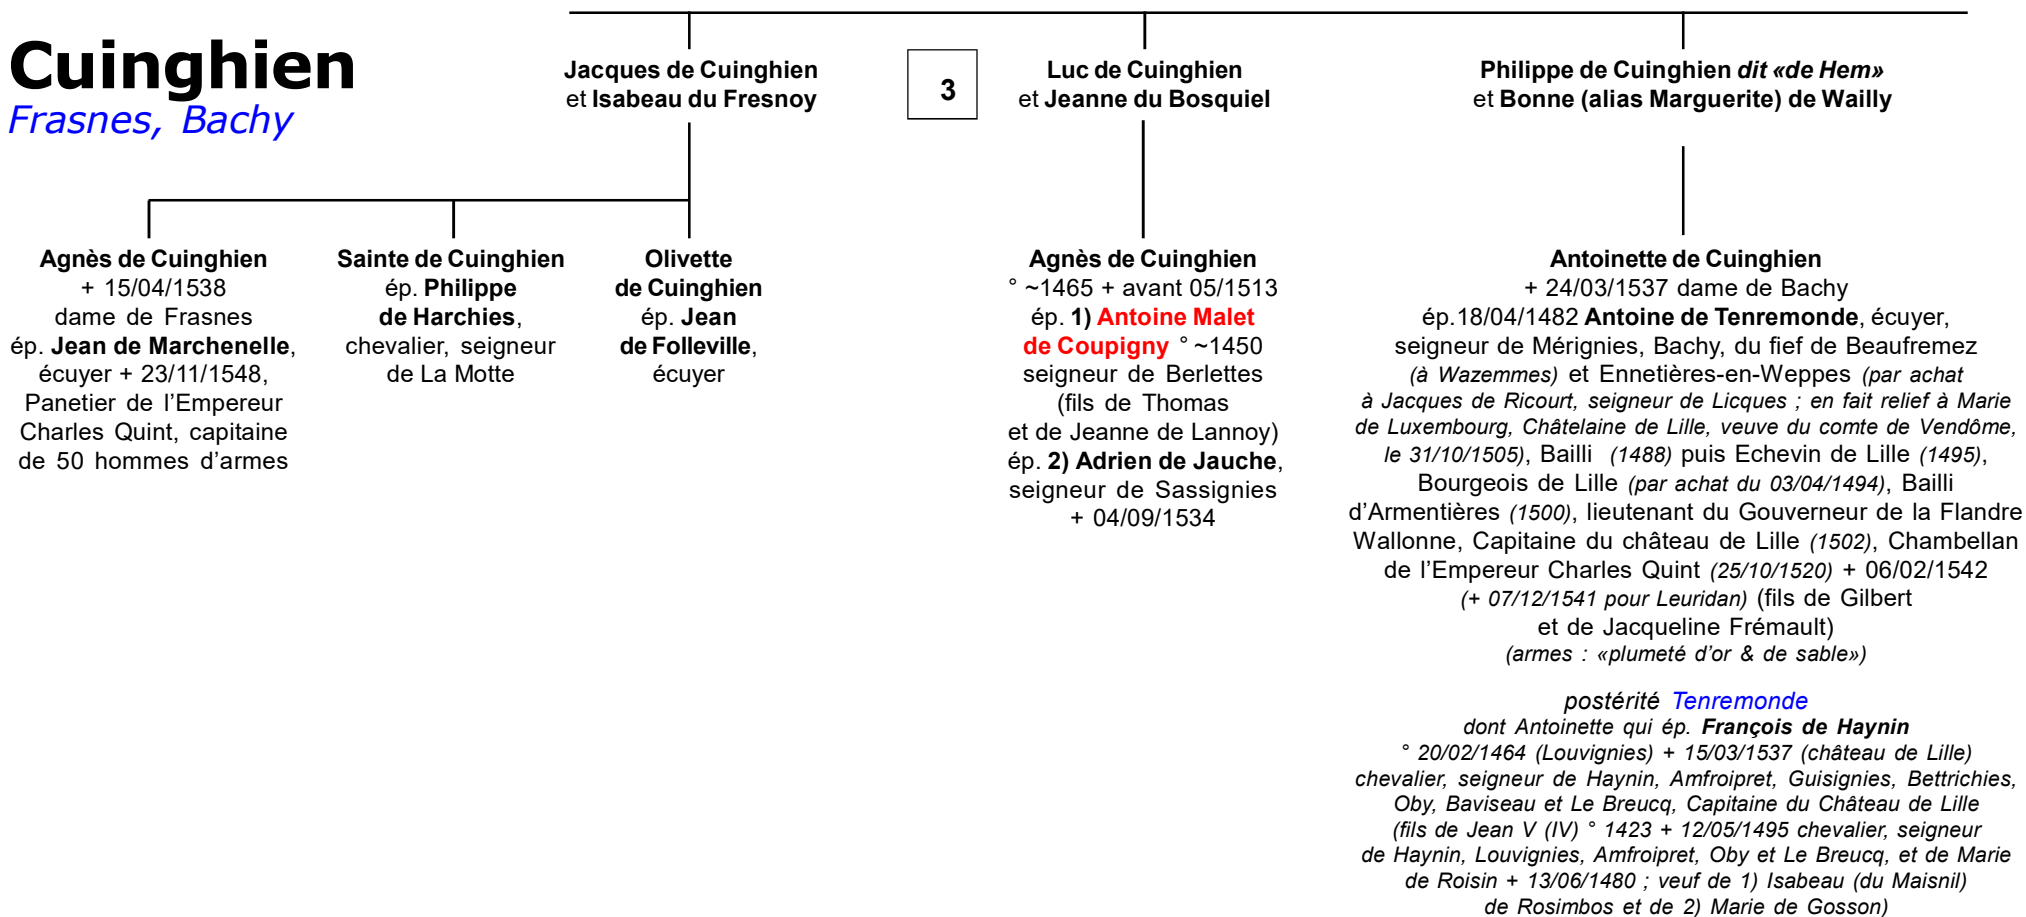 Cuinghien
Frasnes, Bachy
Jacques de Cuinghien
et Isabeau du Fresnoy
3
Luc de Cuinghien
et Jeanne du Bosquiel
Philippe de Cuinghien dit «de Hem»
et Bonne (alias Marguerite) de Wailly
Agnès de Cuinghien
+ 15/04/1538
dame de Frasnes
ép. Jean de Marchenelle,
écuyer + 23/11/1548,
Panetier de l’Empereur
Charles Quint, capitaine
de 50 hommes d’armes
Sainte de Cuinghien
ép. Philippe
de Harchies,
chevalier, seigneur
de La Motte
Olivette
de Cuinghien
ép. Jean
de Folleville,
écuyer
Agnès de Cuinghien
° ~1465 + avant 05/1513
ép. 1) Antoine Malet
de Coupigny ° ~1450
seigneur de Berlettes
(fils de Thomas
et de Jeanne de Lannoy)
ép. 2) Adrien de Jauche,
seigneur de Sassignies
+ 04/09/1534
Antoinette de Cuinghien
+ 24/03/1537 dame de Bachy
ép.18/04/1482 Antoine de Tenremonde, écuyer,
seigneur de Mérignies, Bachy, du fief de Beaufremez
(à Wazemmes) et Ennetières-en-Weppes (par achat
à Jacques de Ricourt, seigneur de Licques ; en fait relief à Marie
de Luxembourg, Châtelaine de Lille, veuve du comte de Vendôme,
le 31/10/1505), Bailli (1488) puis Echevin de Lille (1495),
Bourgeois de Lille (par achat du 03/04/1494), Bailli
d’Armentières (1500), lieutenant du Gouverneur de la Flandre
Wallonne, Capitaine du château de Lille (1502), Chambellan
de l’Empereur Charles Quint (25/10/1520) + 06/02/1542
(+ 07/12/1541 pour Leuridan) (fils de Gilbert
et de Jacqueline Frémault)
(armes : «plumeté d’or & de sable»)
postérité Tenremonde
dont Antoinette qui ép. François de Haynin
° 20/02/1464 (Louvignies) + 15/03/1537 (château de Lille)
chevalier, seigneur de Haynin, Amfroipret, Guisignies, Bettrichies,
Oby, Baviseau et Le Breucq, Capitaine du Château de Lille
(fils de Jean V (IV) ° 1423 + 12/05/1495 chevalier, seigneur
de Haynin, Louvignies, Amfroipret, Oby et Le Breucq, et de Marie
de Roisin + 13/06/1480 ; veuf de 1) Isabeau (du Maisnil)
de Rosimbos et de 2) Marie de Gosson)